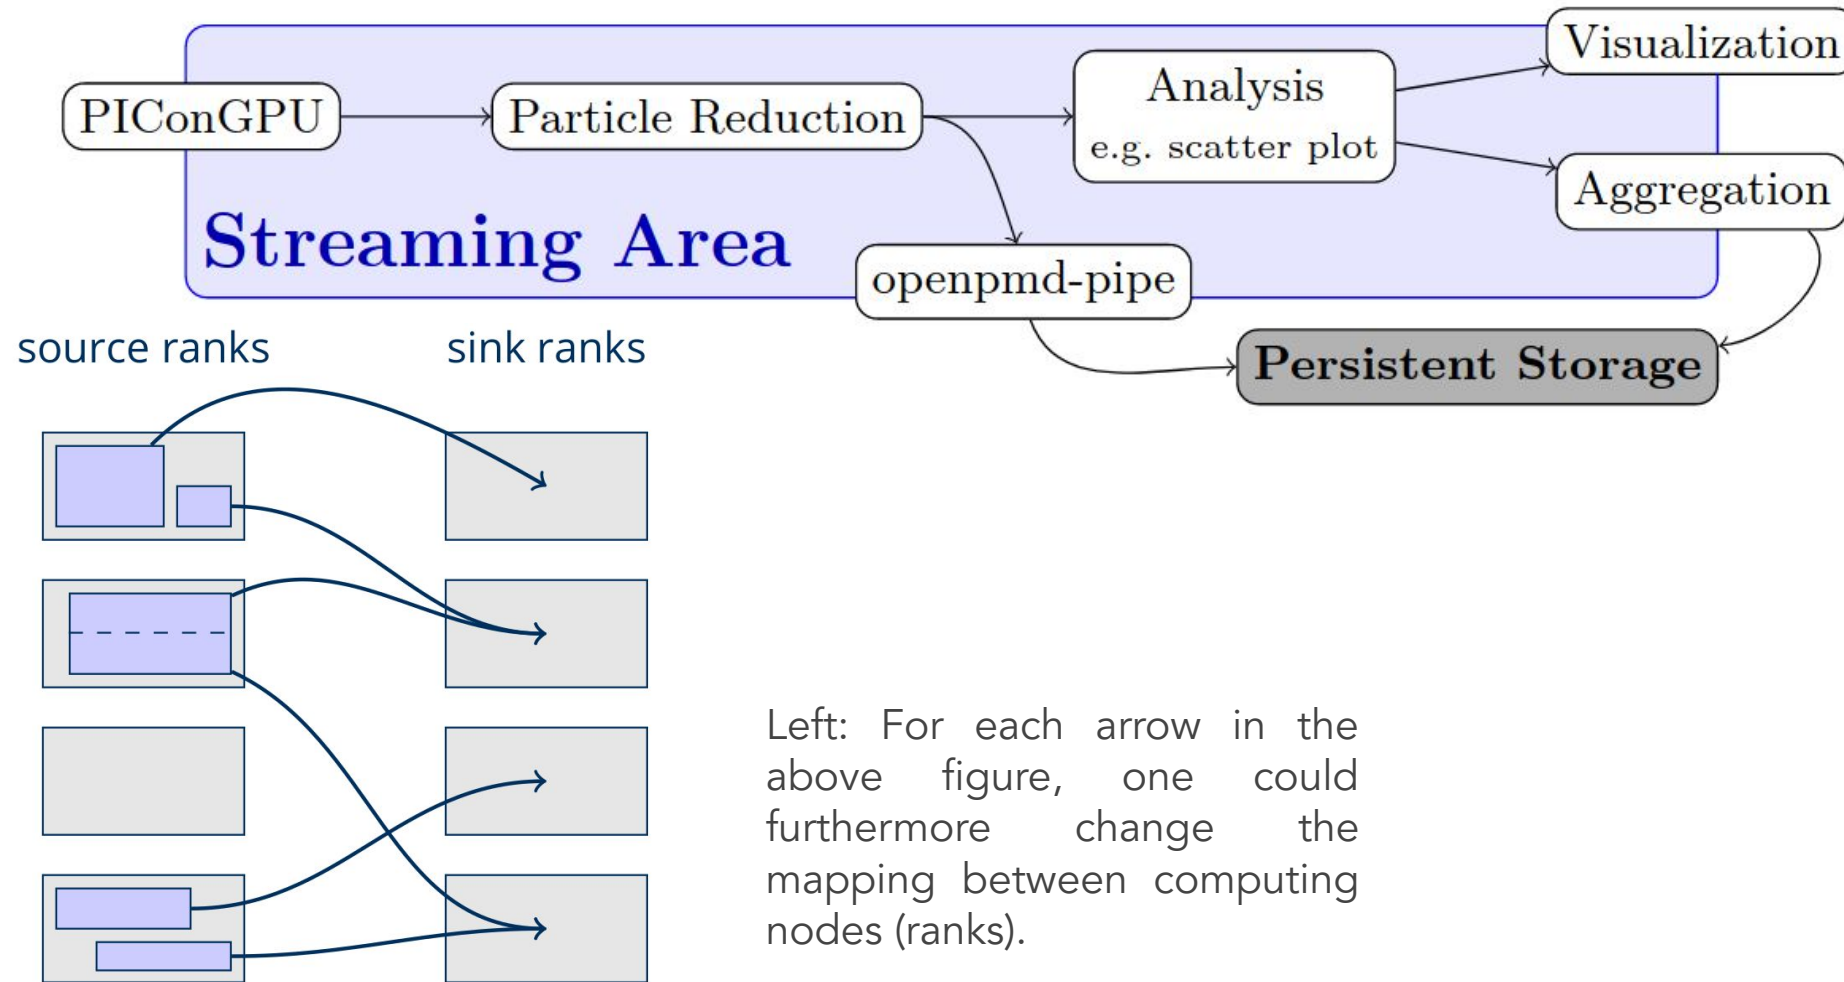 Visualization
PIConGPU
Particle Reduction
Analysis
e.g. scatter plot
Aggregation
Streaming Area
openpmd-pipe
Persistent Storage
source ranks
sink ranks
Left: For each arrow in the
above figure, one could
furthermore change the
mapping between computing
nodes (ranks).